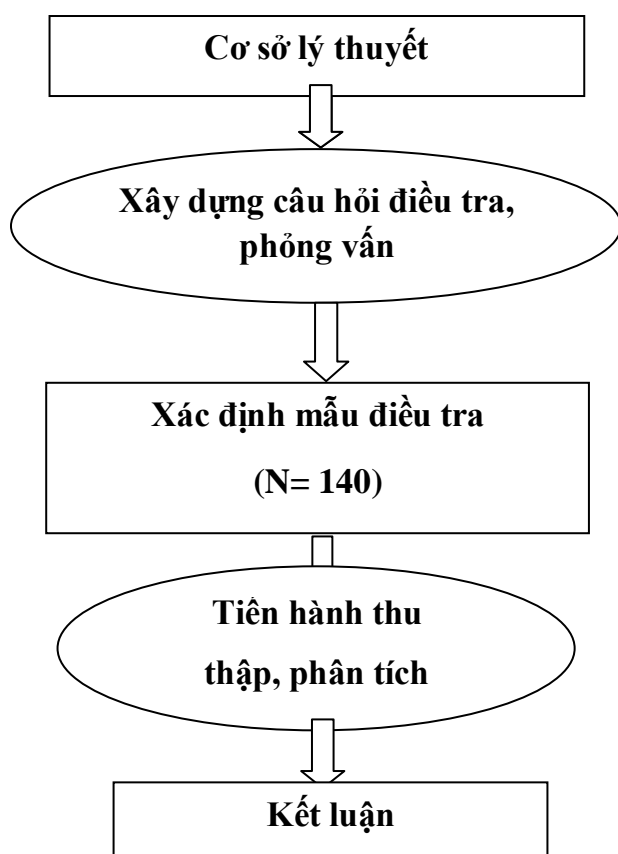 Cơ sở lý thuyết
Xây dựng câu hỏi điều tra,
phỏng vấn
Xác định mẫu điều tra
(N= 140)
Tiến hành thu
thập, phân tích
Kết luận